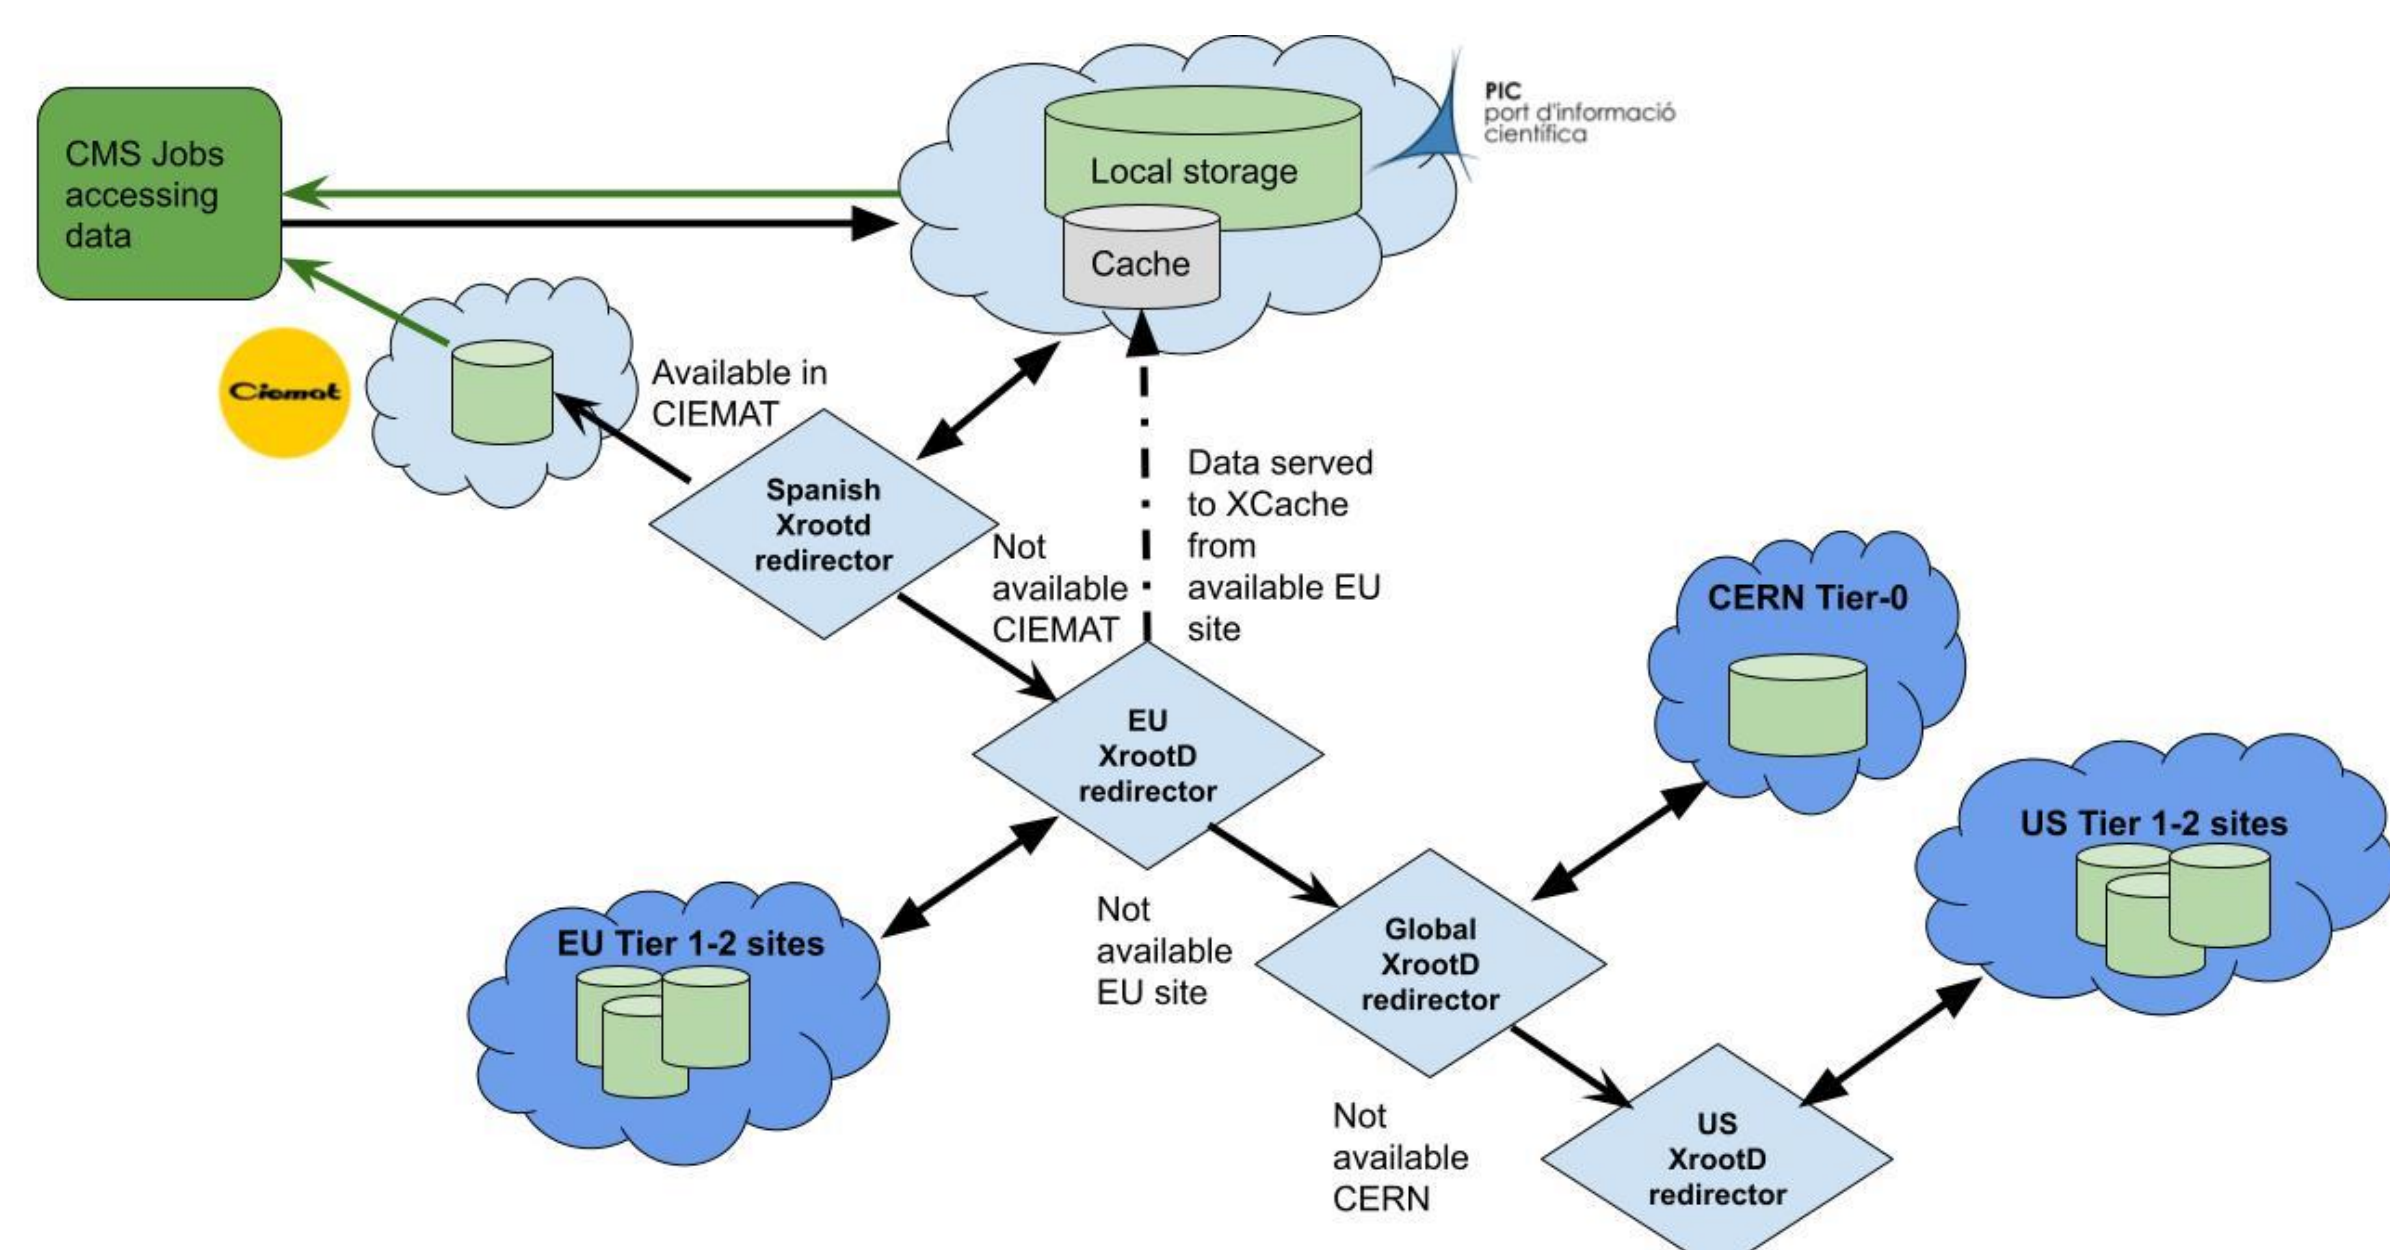 CMS Jobs
accessing
data
Local storage
Cache
PIC
port d'informació
científica
Ciemat
Available in
CIEMAT
Spanish
Xrootd
redirector
Not
available
CIEMAT
Data served
to XCache
from
available EU
site
EU
XrootD
redirector
CERN Tier-0
US Tier 1-2 sites
EU Tier 1-2 sites
Not
available
EU site
Global
XrootD
redirector
Not
available
CERN
US
XrootD
redirector